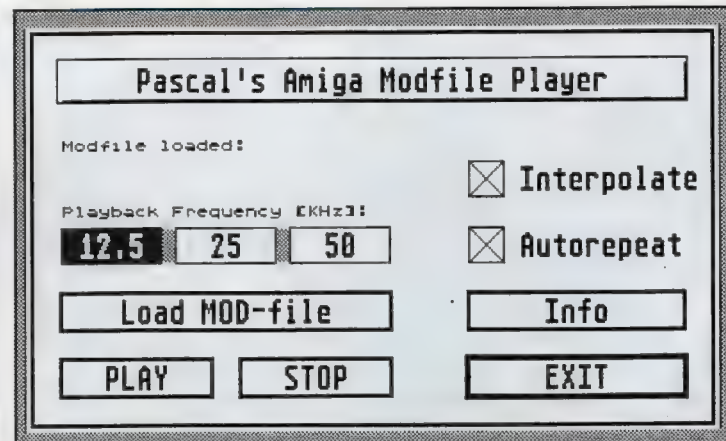 Pascal's Amiga Modfile Player
Modfile loaded:
Interpolate
Playback Frequency [KHz]:
12.5 25 50
Autorepeat
Load MOD-file
Info
PLAY STOP
EXIT